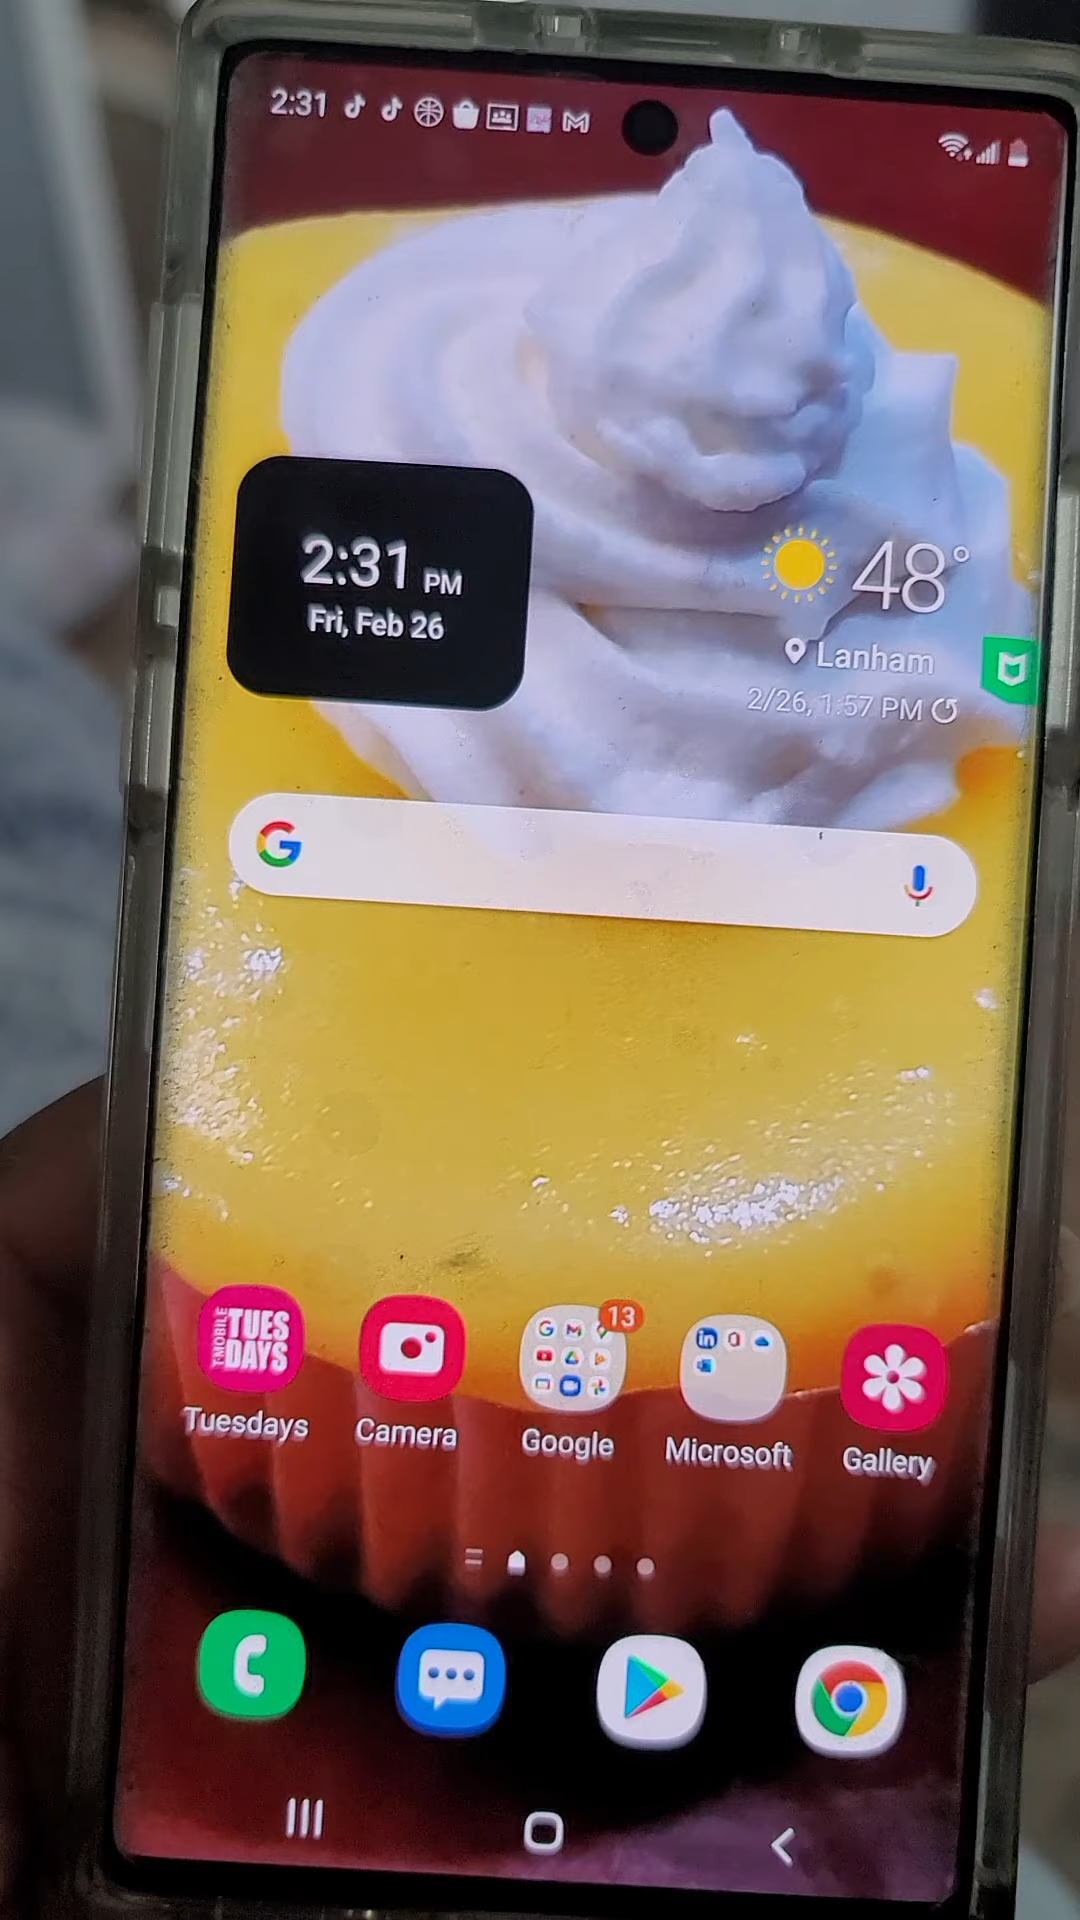 2:31
2:31 PM
Fri, Feb 26
48°
Lanham
2/26, 1:57 PM
T-MOBILE
TUES
DAYS
13
in
Tuesdays
Camera
Google
Microsoft
Gallery